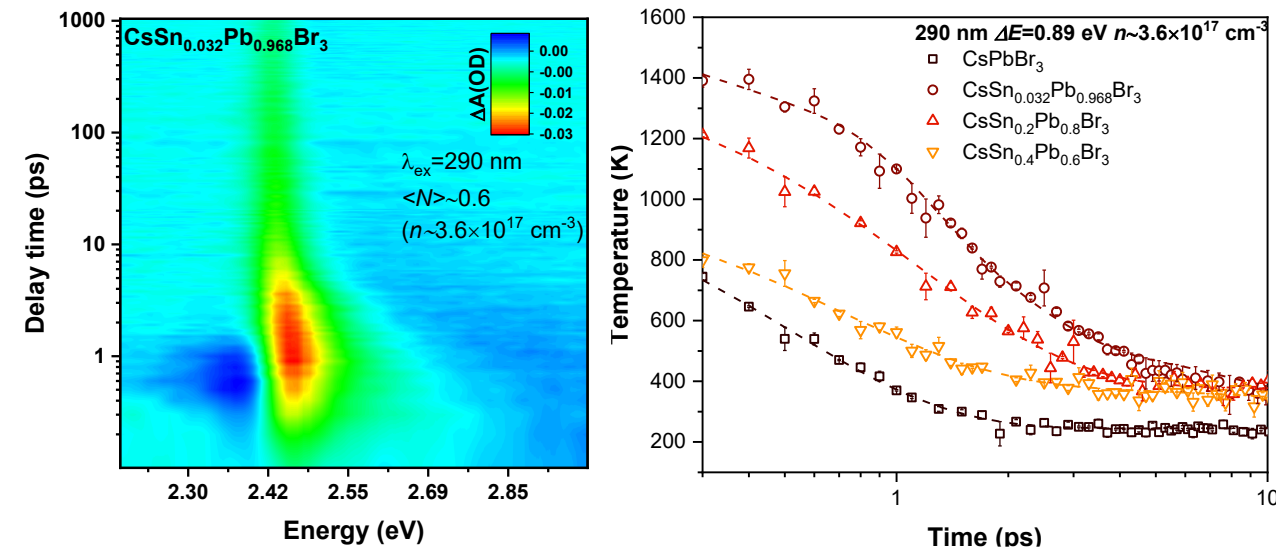 CsSn0.032Pb0.968Br3
0.00
-0.00
-0.01
-0.02
-0.03
ΔA(OD)
λex=290 nm
<N>~0.6
(n~3.6×10^17 cm^-3)
1000
100
10
1
Delay time (ps)
2.30
2.42
2.55
2.69
2.85
Energy (eV)
290 nm ΔE=0.89 eV n~3.6×10^17 cm^-3
CsPbBr3
CsSn0.032Pb0.968Br3
CsSn0.2Pb0.8Br3
CsSn0.4Pb0.6Br3
1600
1400
1200
1000
800
600
400
200
Temperature (K)
1
10
Time (ps)